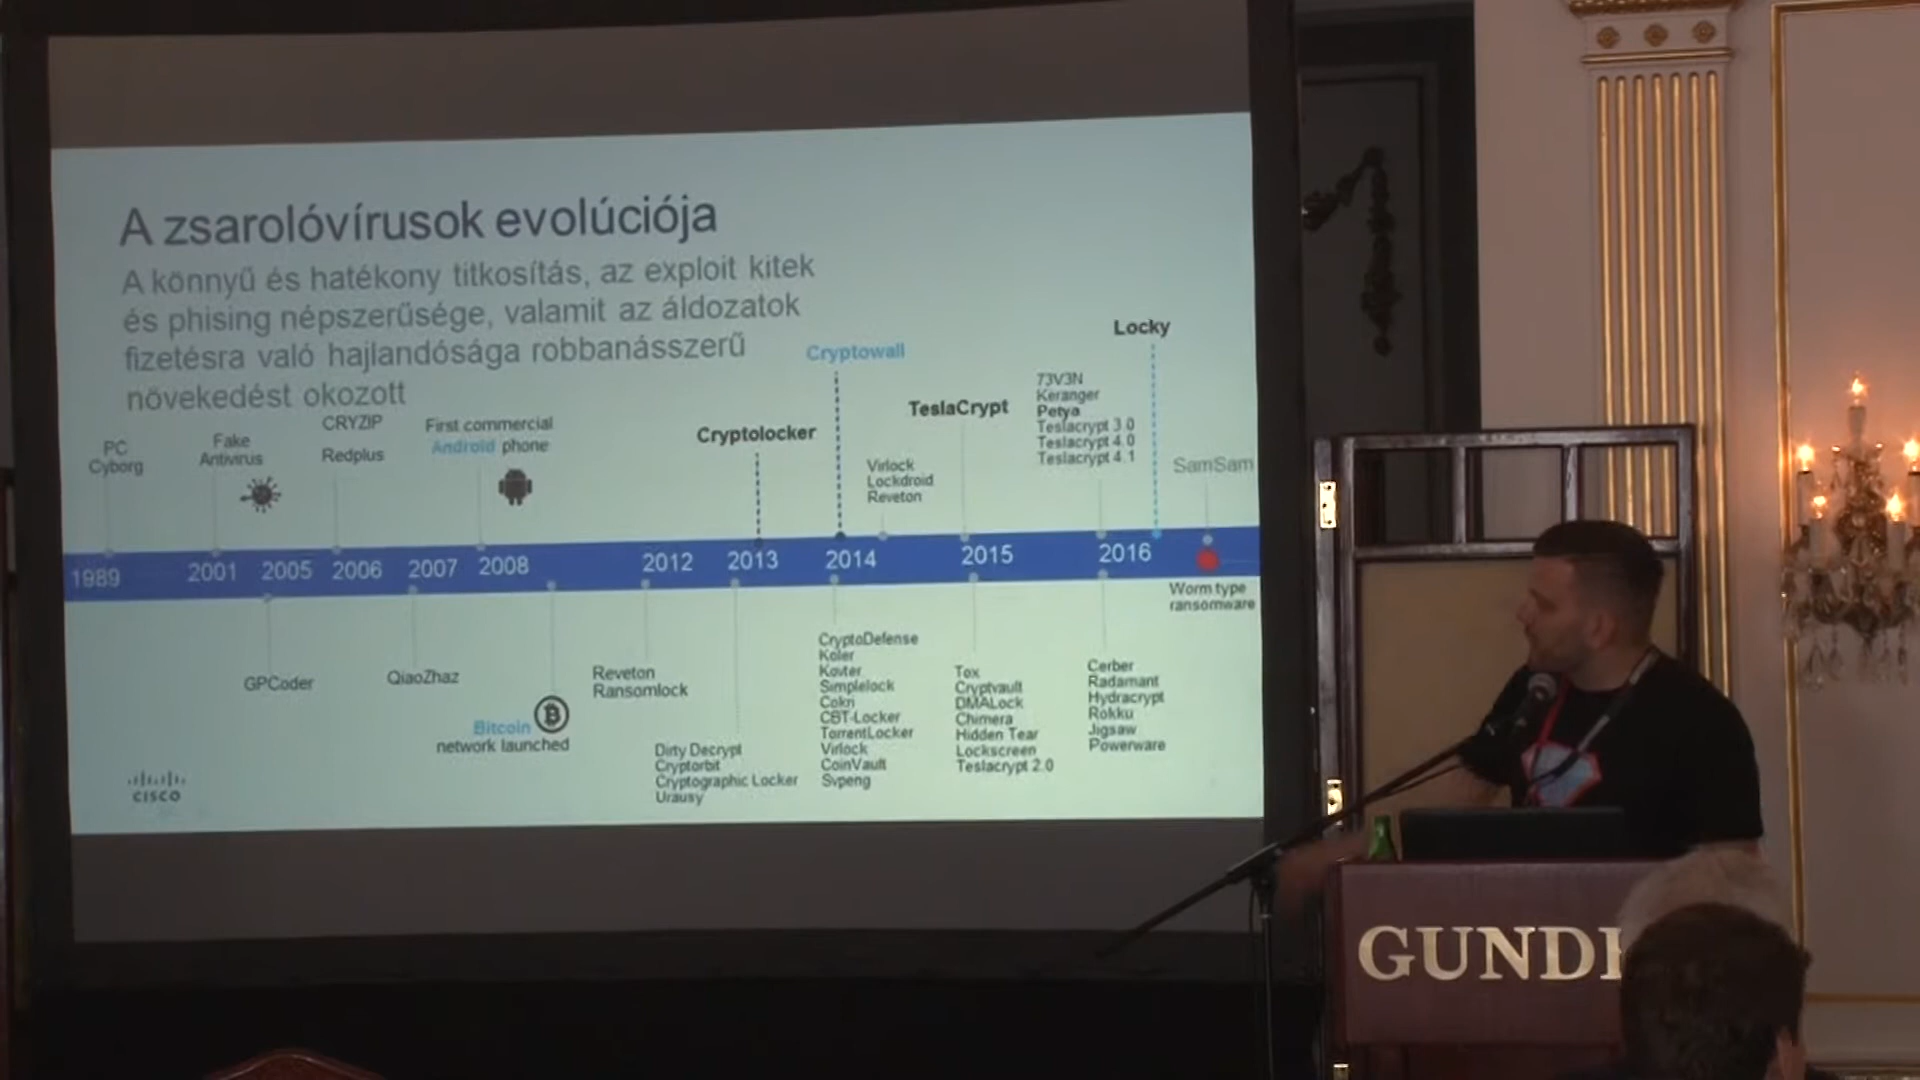 A zsarolóvírusok evolúciója
A könnyű és hatékony titkosítás, az exploit kitek
és phising népszerűsége, valamit az áldozatok
fizetésra való hajlandósága robbanásszerű
növekedést okozott
PC
Cyborg
Fake
Antivirus
CRYZIP
Redplus
First commercial
Android phone
Cryptolocker
Cryptowall
Virlock
Lockdroid
Reveton
TeslaCrypt
73V3N
Keranger
Petya
Teslacrypt 3.0
Teslacrypt 4.0
Teslacrypt 4.1
Locky
SamSam
1989 2001 2005 2006 2007 2008 2012 2013 2014 2015 2016
Worm type
ransomware
GPCoder
QiaoZhaz
Bitcoin
network launched
Reveton
Ransomlock
Dirty Decrypt
Cryptorbit
Cryptographic Locker
Urausy
CryptoDefense
Koler
Kovter
Simplelock
Cokri
CBT-Locker
TorrentLocker
Virlock
CoinVault
Svpeng
Tox
Cryptvault
DMALock
Chimera
Hidden Tear
Lockscreen
Teslacrypt 2.0
Cerber
Radamant
Hydracrypt
Rokku
Jigsaw
Powerware
CISCO